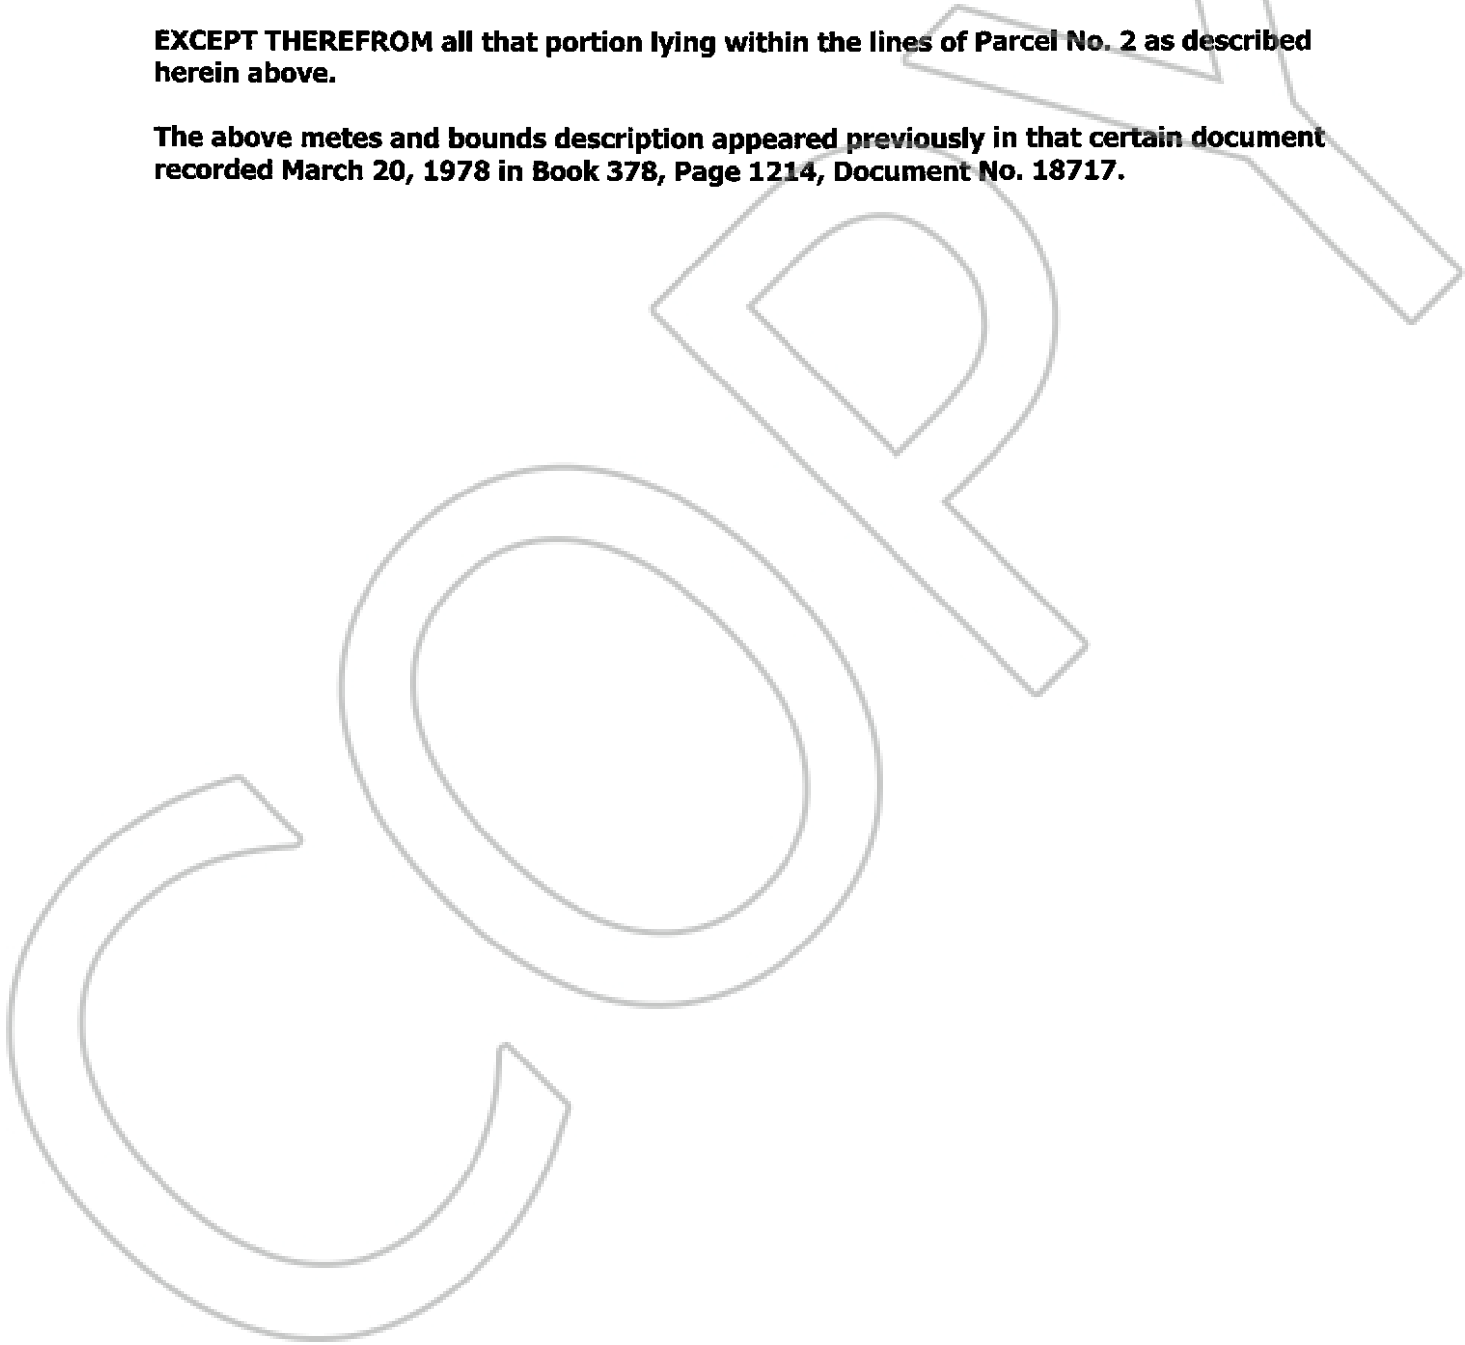 EXCEPT THEREFROM all that portion lying within the lines of Parcel No. 2 as described
herein above.
The above metes and bounds description appeared previously in that certain document
recorded March 20, 1978 in Book 378, Page 1214, Document No. 18717.
COPY